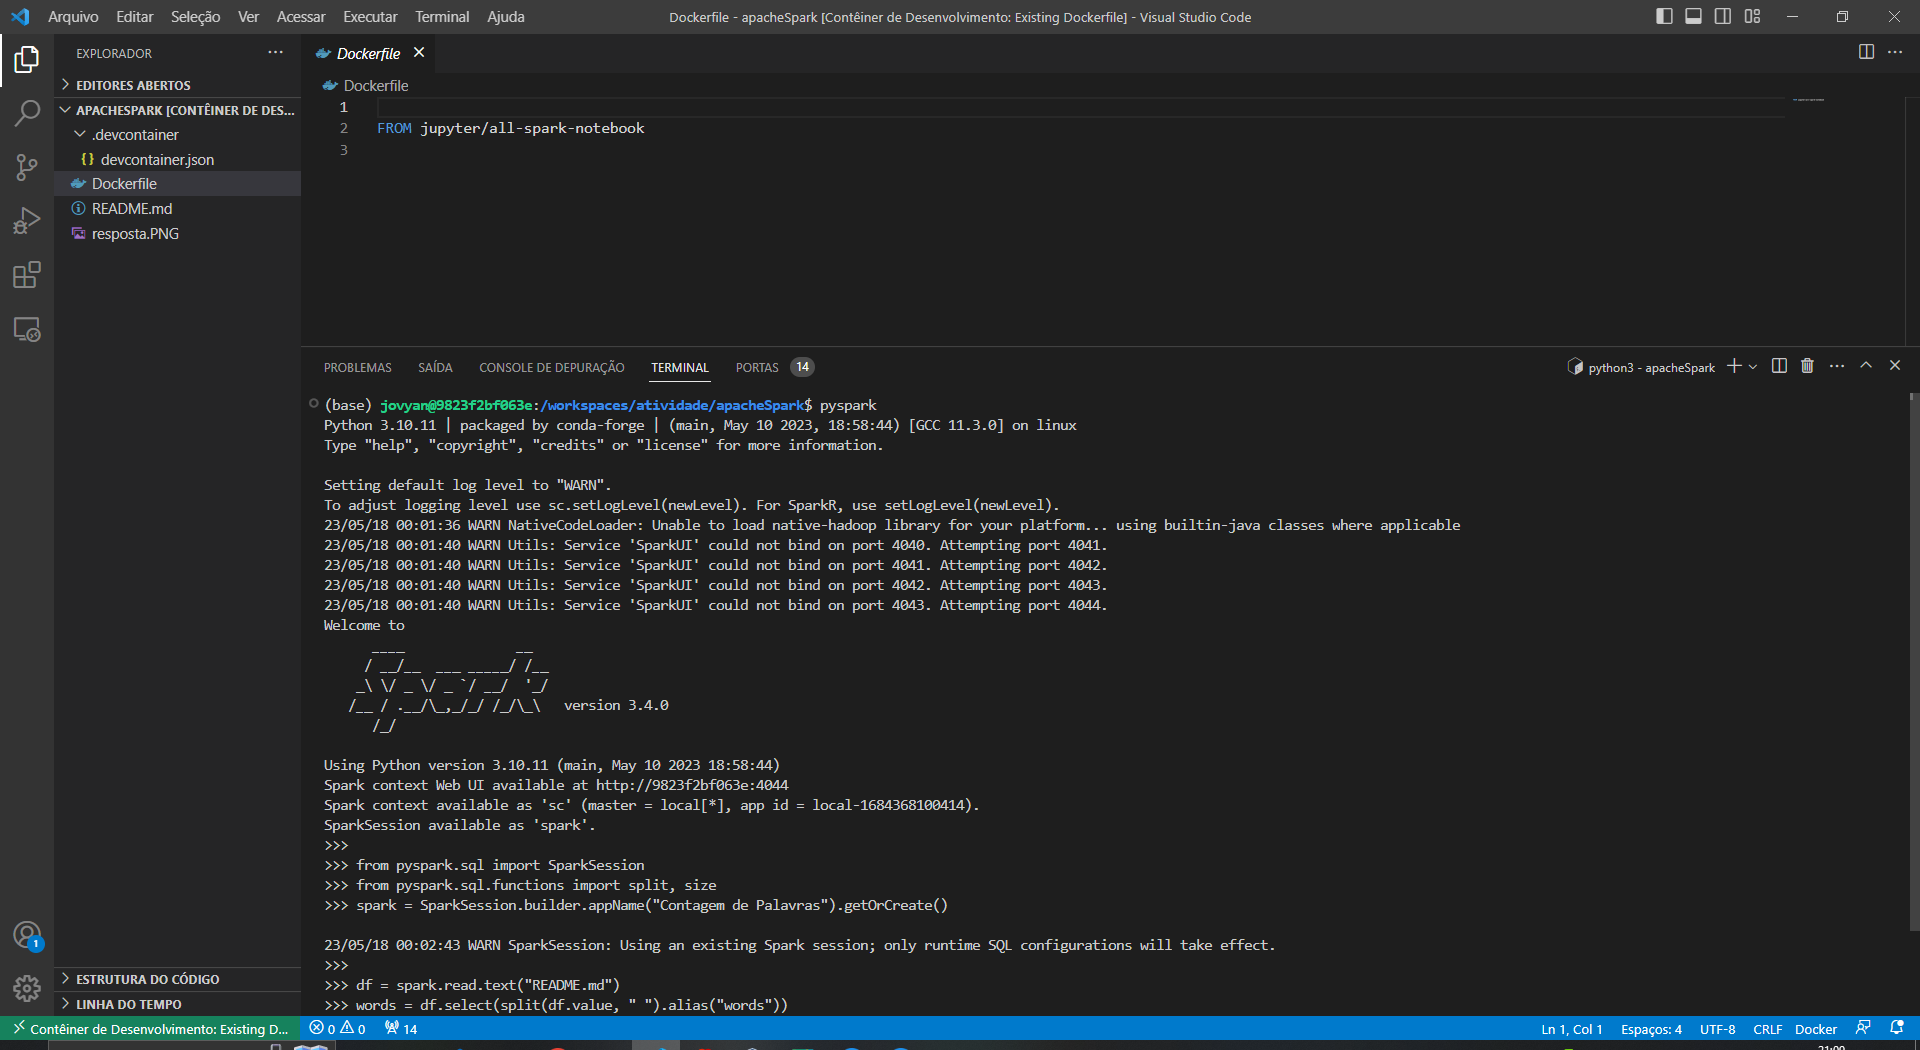 Arquivo Editar Seleção Ver Acessar Executar Terminal Ajuda
Dockerfile - apacheSpark [Contêiner de Desenvolvimento: Existing Dockerfile] - Visual Studio Code
EXPLORADOR
EDITORES ABERTOS
APACHESPARK [CONTÊINER DE DES...
.devcontainer
{} devcontainer.json
Dockerfile
README.md
resposta.PNG
ESTRUTURA DO CÓDIGO
LINHA DO TEMPO
1
Dockerfile
Dockerfile
1
2 FROM jupyter/all-spark-notebook
3
PROBLEMAS SAÍDA CONSOLE DE DEPURAÇÃO TERMINAL PORTAS 14
python3 - apacheSpark
(base) jovyan@9823f2bf063e:/workspaces/atividade/apacheSpark$ pyspark
Python 3.10.11 | packaged by conda-forge | (main, May 10 2023, 18:58:44) [GCC 11.3.0] on linux
Type "help", "copyright", "credits" or "license" for more information.
Setting default log level to "WARN".
To adjust logging level use sc.setLogLevel(newLevel). For SparkR, use setLogLevel(newLevel).
23/05/18 00:01:36 WARN NativeCodeLoader: Unable to load native-hadoop library for your platform... using builtin-java classes where applicable
23/05/18 00:01:40 WARN Utils: Service 'SparkUI' could not bind on port 4040. Attempting port 4041.
23/05/18 00:01:40 WARN Utils: Service 'SparkUI' could not bind on port 4041. Attempting port 4042.
23/05/18 00:01:40 WARN Utils: Service 'SparkUI' could not bind on port 4042. Attempting port 4043.
23/05/18 00:01:40 WARN Utils: Service 'SparkUI' could not bind on port 4043. Attempting port 4044.
Welcome to
      ____              __
     / __/__  ___ _____/ /__
    _\ \/ _ \/ _ `/ __/  '_/
   /__ / .__/\_,_/_/ /_/\_\   version 3.4.0
      /_/
Using Python version 3.10.11 (main, May 10 2023 18:58:44)
Spark context Web UI available at http://9823f2bf063e:4044
Spark context available as 'sc' (master = local[*], app id = local-1684368100414).
SparkSession available as 'spark'.
>>>
>>> from pyspark.sql import SparkSession
>>> from pyspark.sql.functions import split, size
>>> spark = SparkSession.builder.appName("Contagem de Palavras").getOrCreate()
23/05/18 00:02:43 WARN SparkSession: Using an existing Spark session; only runtime SQL configurations will take effect.
>>>
>>> df = spark.read.text("README.md")
>>> words = df.select(split(df.value, " ").alias("words"))
Contêiner de Desenvolvimento: Existing D... 0 0 14
Ln 1, Col 1 Espaços: 4 UTF-8 CRLF Docker